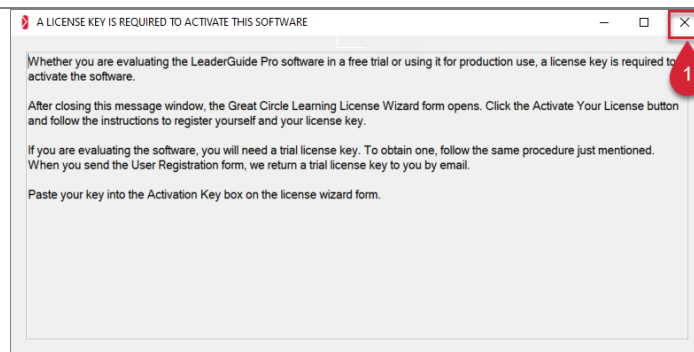 A LICENSE KEY IS REQUIRED TO ACTIVATE THIS SOFTWARE
Whether you are evaluating the LeaderGuide Pro software in a free trial or using it for production use, a license key is required to
activate the software.
After closing this message window, the Great Circle Learning License Wizard form opens. Click the Activate Your License button
and follow the instructions to register yourself and your license key.
If you are evaluating the software, you will need a trial license key. To obtain one, follow the same procedure just mentioned.
When you send the User Registration form, we return a trial license key to you by email.
Paste your key into the Activation Key box on the license wizard form.
1